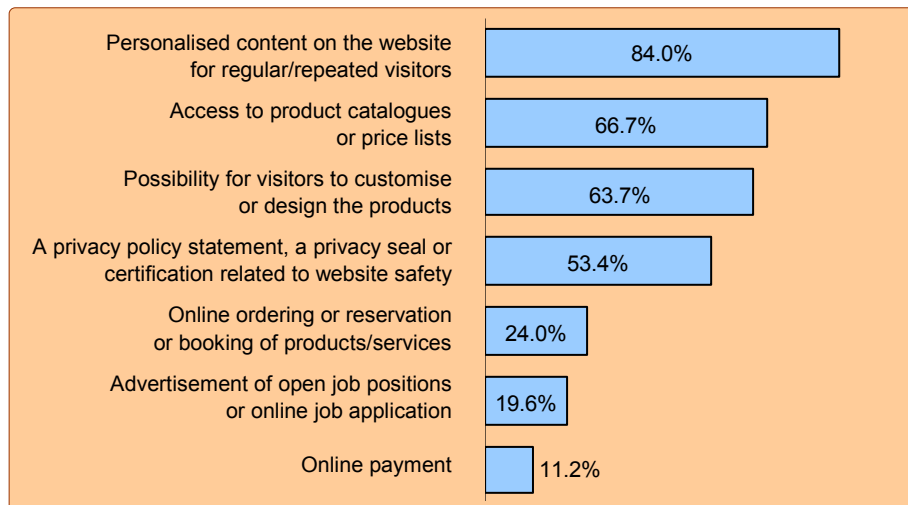 Personalised content on the website
for regular/repeated visitors
84.0%
Access to product catalogues
or price lists
66.7%
Possibility for visitors to customise
or design the products
63.7%
A privacy policy statement, a privacy seal or
certification related to website safety
53.4%
Online ordering or reservation
or booking of products/services
24.0%
Advertisement of open job positions
or online job application
19.6%
Online payment
11.2%